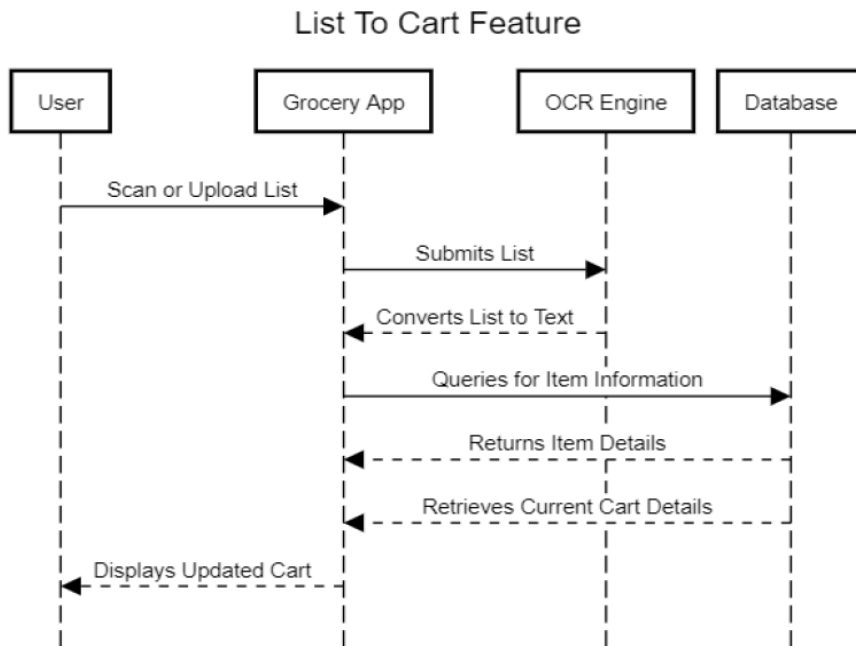 List To Cart Feature
User
Grocery App
OCR Engine
Database
Scan or Upload List
Submits List
Converts List to Text
Queries for Item Information
Returns Item Details
Retrieves Current Cart Details
Displays Updated Cart